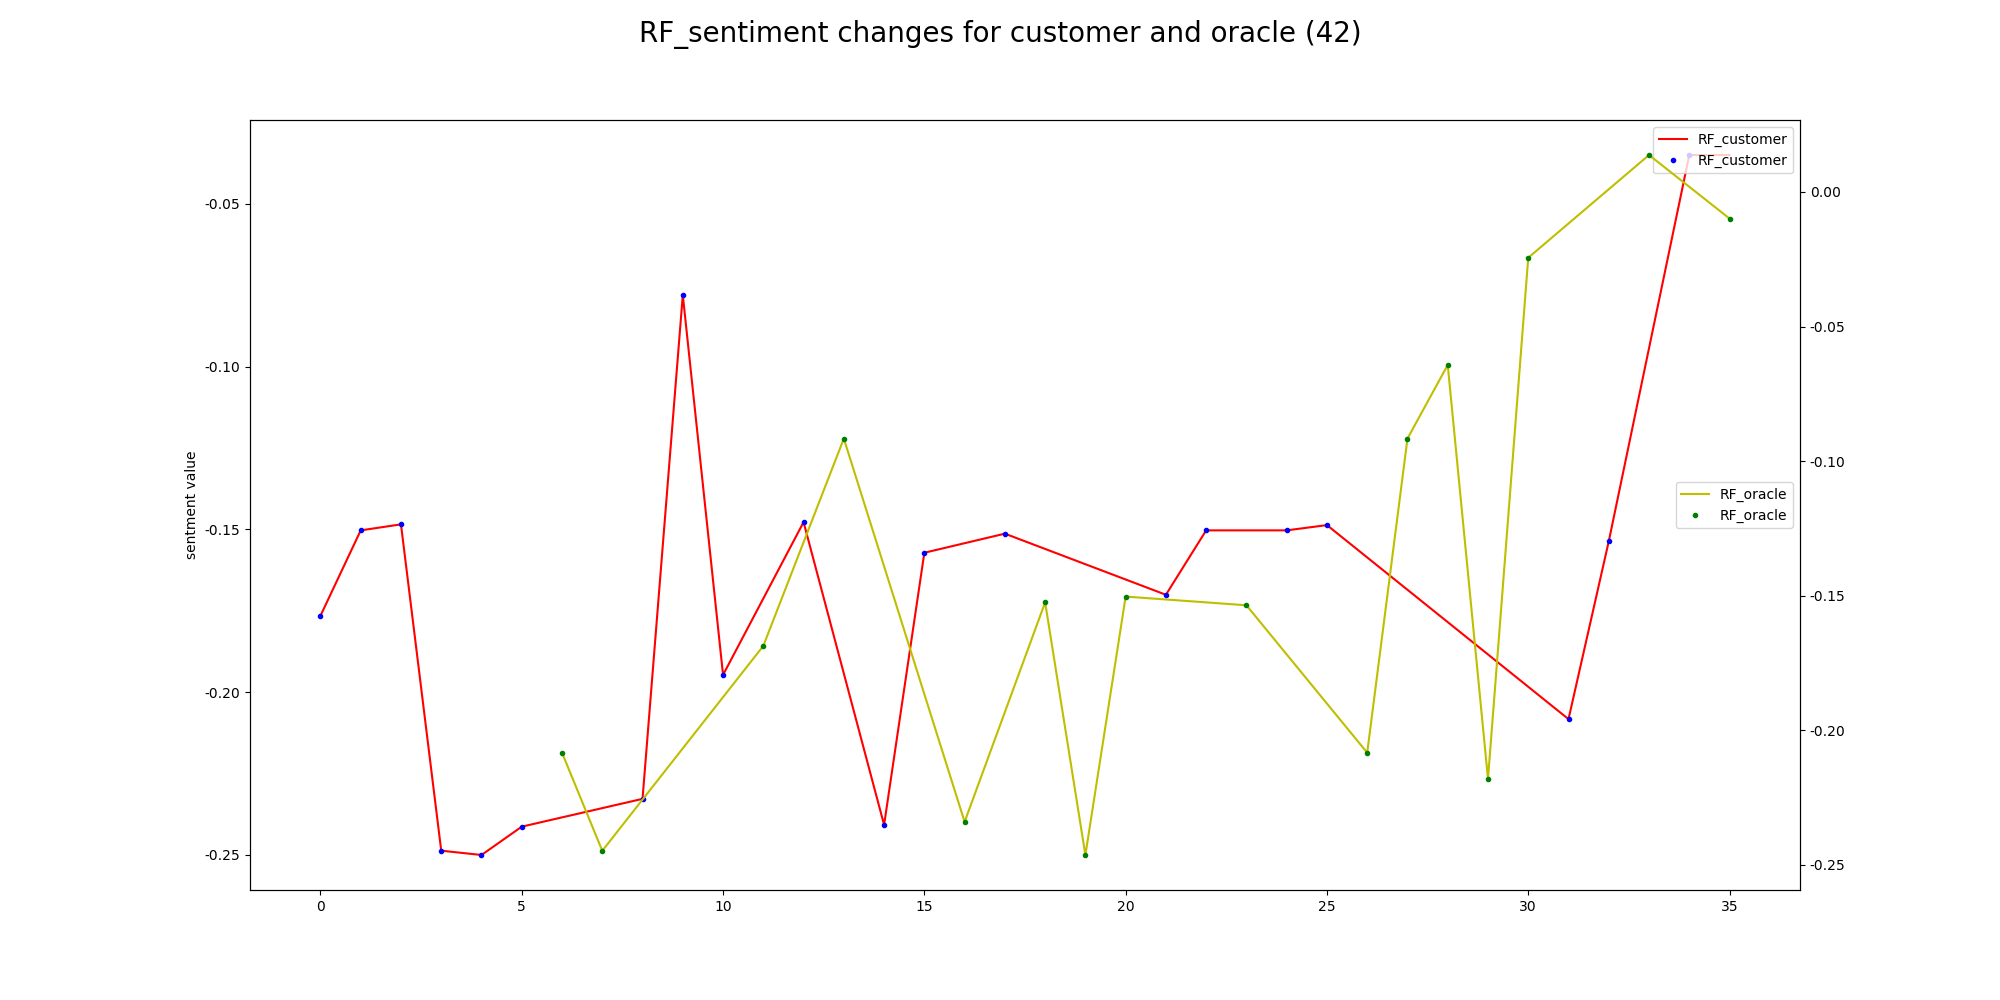 RF_sentiment changes for customer and oracle (42)
RF_customer
RF_customer
RF_oracle
RF_oracle
sentment value
-0.05
-0.10
-0.15
-0.20
-0.25
0.00
-0.05
-0.10
-0.15
-0.20
-0.25
0 5 10 15 20 25 30 35